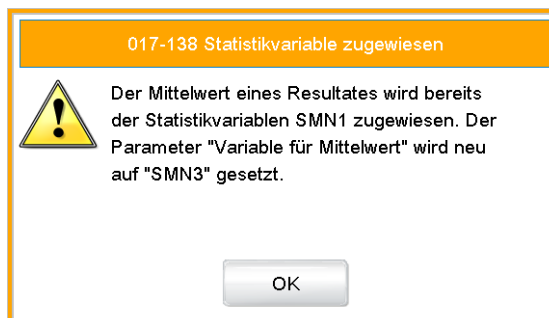 017-138 Statistikvariable zugewiesen
Der Mittelwert eines Resultates wird bereits
der Statistikvariablen SMN1 zugewiesen. Der
Parameter "Variable für Mittelwert" wird neu
auf "SMN3" gesetzt.
OK